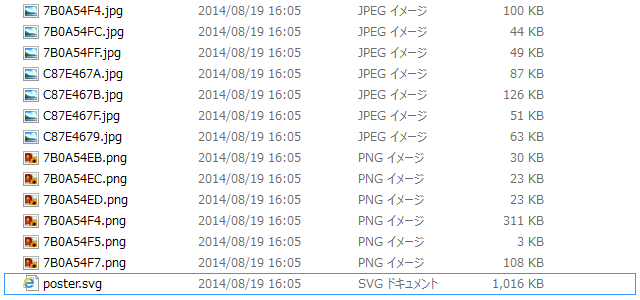 7B0A54F4.jpg 2014/08/19 16:05 JPEG イメージ 100 KB
7B0A54FC.jpg 2014/08/19 16:05 JPEG イメージ 44 KB
7B0A54FF.jpg 2014/08/19 16:05 JPEG イメージ 49 KB
C87E467A.jpg 2014/08/19 16:05 JPEG イメージ 87 KB
C87E467B.jpg 2014/08/19 16:05 JPEG イメージ 126 KB
C87E467F.jpg 2014/08/19 16:05 JPEG イメージ 51 KB
C87E4679.jpg 2014/08/19 16:05 JPEG イメージ 63 KB
7B0A54EB.png 2014/08/19 16:05 PNG イメージ 30 KB
7B0A54EC.png 2014/08/19 16:05 PNG イメージ 23 KB
7B0A54ED.png 2014/08/19 16:05 PNG イメージ 23 KB
7B0A54F4.png 2014/08/19 16:05 PNG イメージ 311 KB
7B0A54F5.png 2014/08/19 16:05 PNG イメージ 3 KB
7B0A54F7.png 2014/08/19 16:05 PNG イメージ 108 KB
poster.svg 2014/08/19 16:05 SVG ドキュメント 1,016 KB